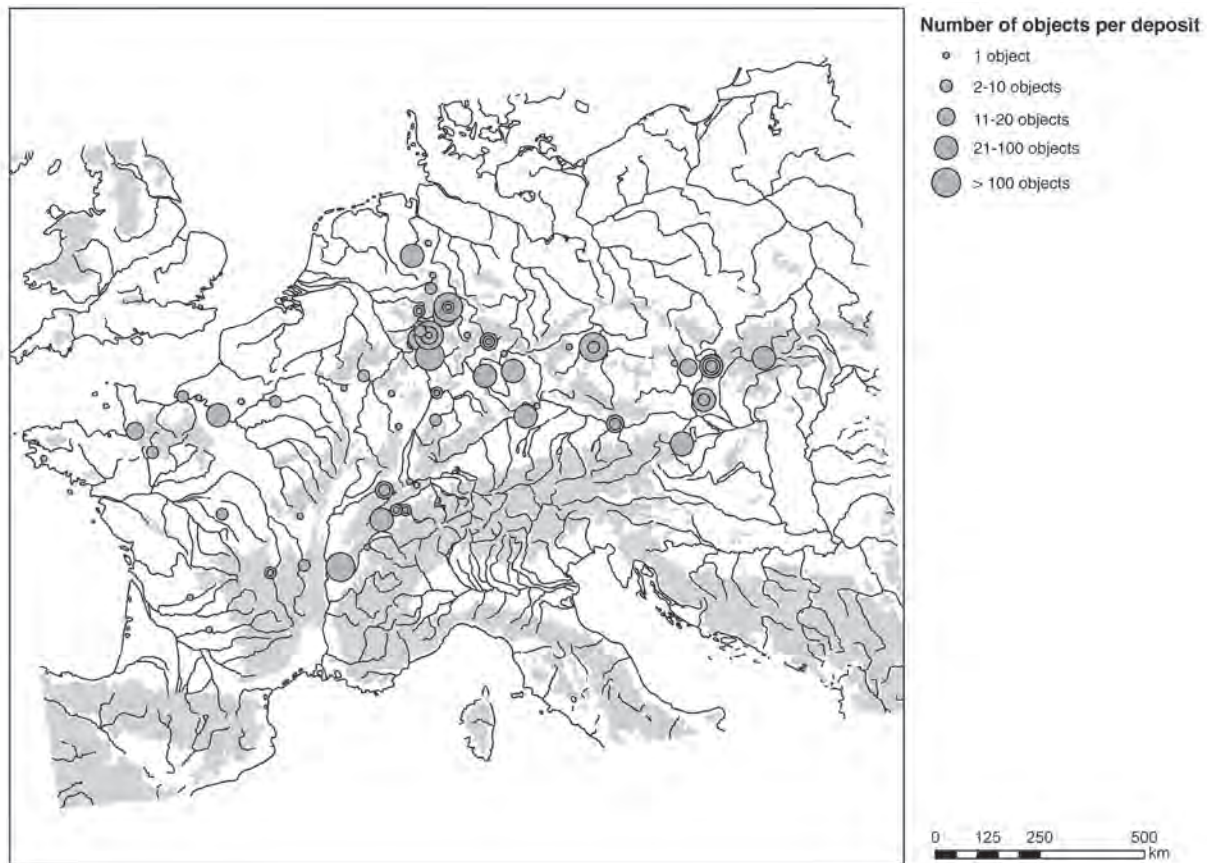 Number of objects per deposit
1 object
2-10 objects
11-20 objects
21-100 objects
> 100 objects
0 125 250 500
km